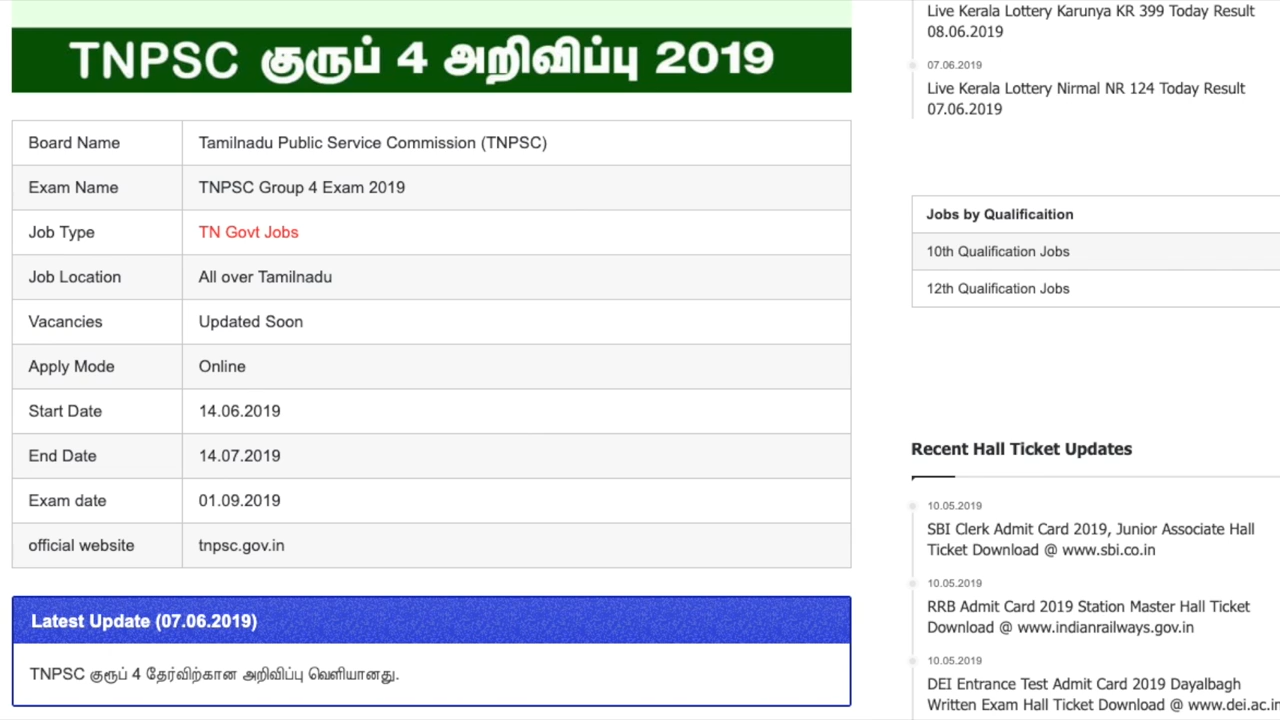 TNPSC குரூப் 4 அறிவிப்பு 2019
Board Name Tamilnadu Public Service Commission (TNPSC)
Exam Name TNPSC Group 4 Exam 2019
Job Type TN Govt Jobs
Job Location All over Tamilnadu
Vacancies Updated Soon
Apply Mode Online
Start Date 14.06.2019
End Date 14.07.2019
Exam date 01.09.2019
official website tnpsc.gov.in
Latest Update (07.06.2019)
TNPSC குரூப் 4 தேர்விற்கான அறிவிப்பு வெளியானது.
Live Kerala Lottery Karunya KR 399 Today Result
08.06.2019
07.06.2019
Live Kerala Lottery Nirmal NR 124 Today Result
07.06.2019
Jobs by Qualificaition
10th Qualification Jobs
12th Qualification Jobs
Recent Hall Ticket Updates
10.05.2019
SBI Clerk Admit Card 2019, Junior Associate Hall
Ticket Download @ www.sbi.co.in
10.05.2019
RRB Admit Card 2019 Station Master Hall Ticket
Download @ www.indianrailways.gov.in
10.05.2019
DEI Entrance Test Admit Card 2019 Dayalbagh
Written Exam Hall Ticket Download @ www.dei.ac.in